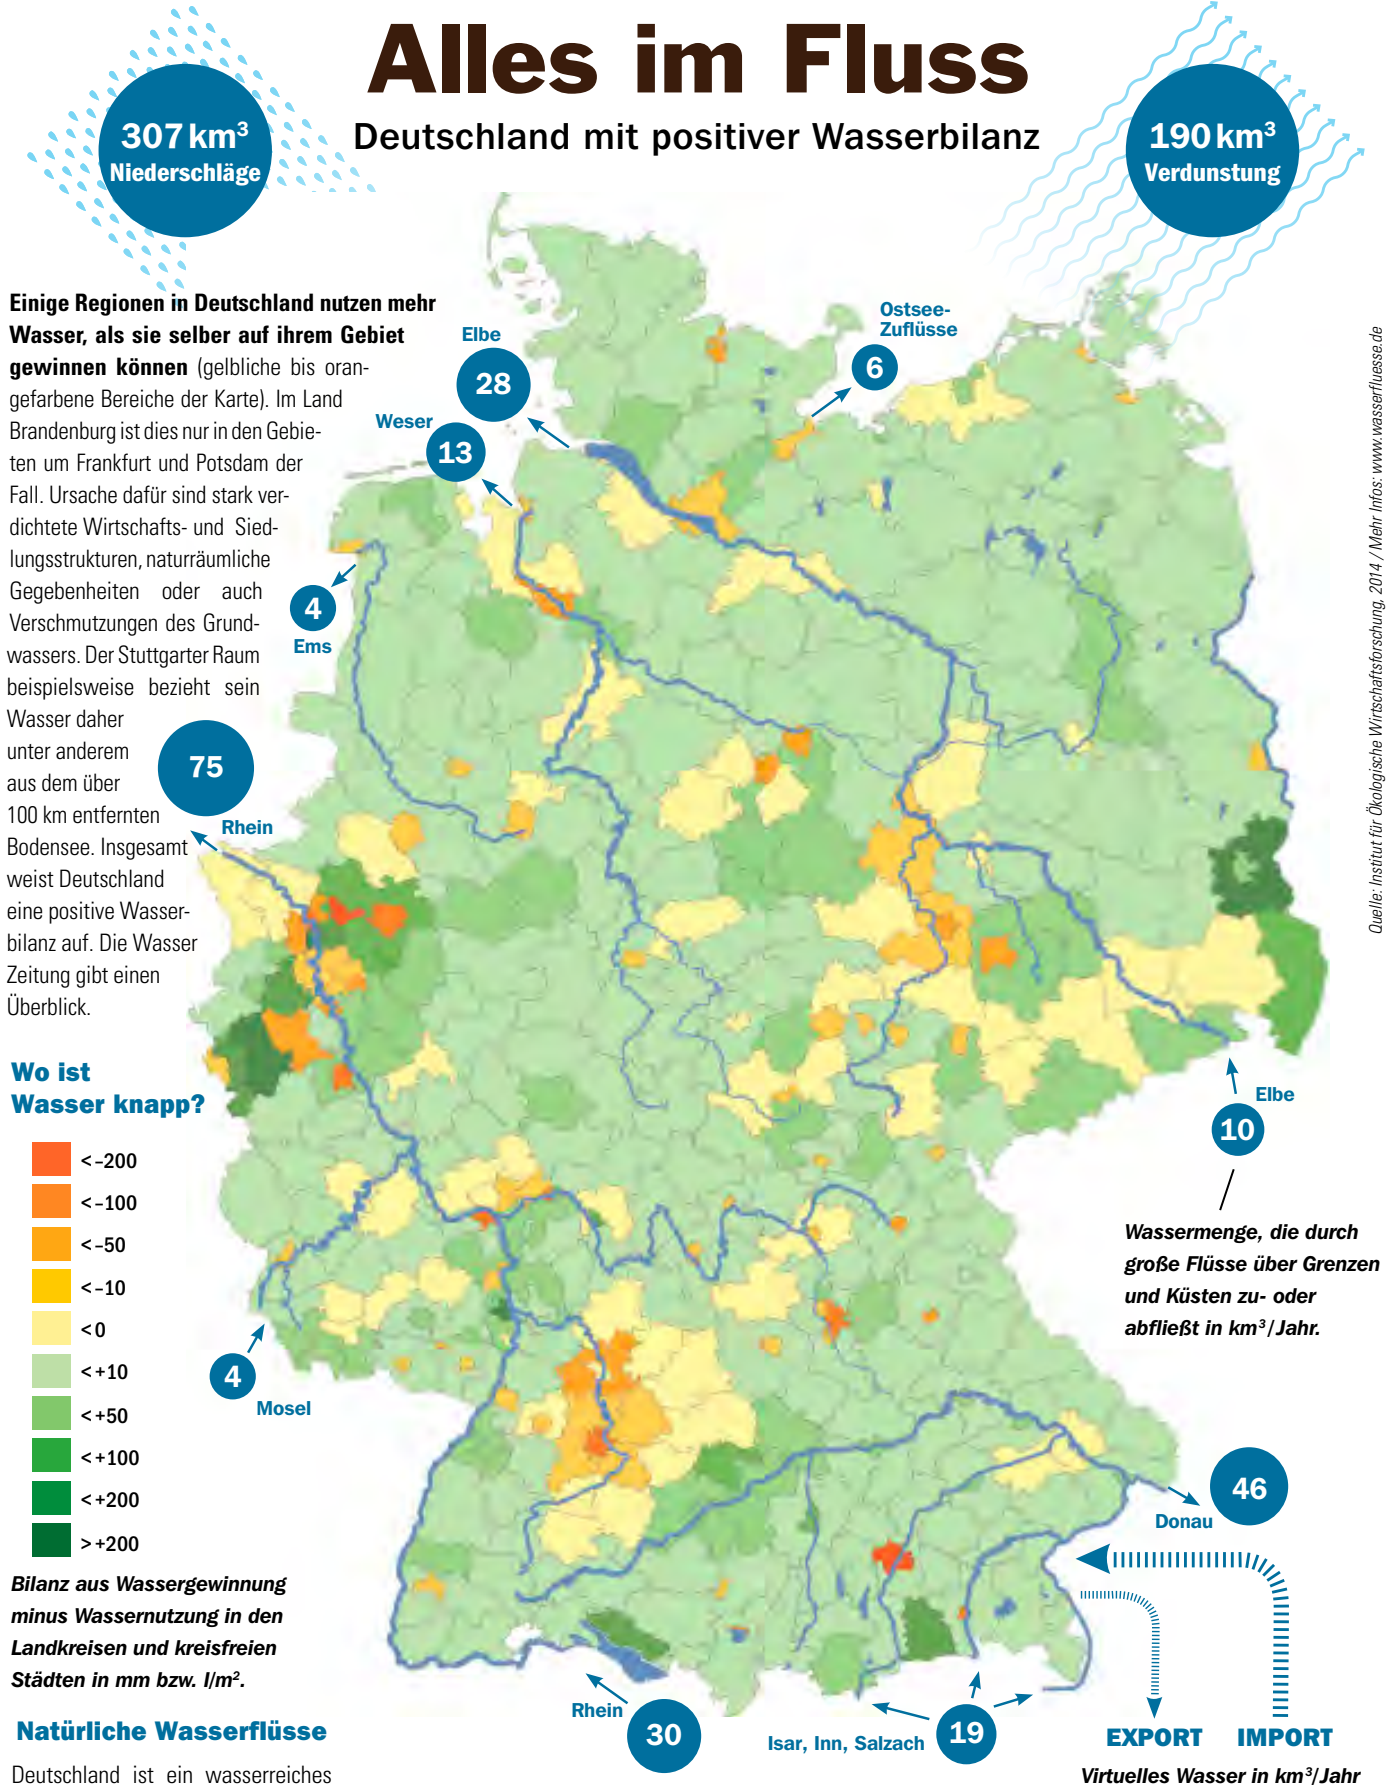 Alles im Fluss
Deutschland mit positiver Wasserbilanz
307 km³
Niederschläge
190 km³
Verdunstung
Einige Regionen in Deutschland nutzen mehr
Wasser, als sie selber auf ihrem Gebiet
gewinnen können (gelbliche bis oran-
gefarbene Bereiche der Karte). Im Land
Brandenburg ist dies nur in den Gebie-
ten um Frankfurt und Potsdam der
Fall. Ursache dafür sind stark ver-
dichtete Wirtschafts- und Sied-
lungsstrukturen, naturräumliche
Gegebenheiten oder auch
Verschmutzungen des Grund-
wassers. Der Stuttgarter Raum
beispielsweise bezieht sein
Wasser daher
unter anderem
aus dem über
100 km entfernten
Bodensee. Insgesamt
weist Deutschland
eine positive Wasser-
bilanz auf. Die Wasser
Zeitung gibt einen
Überblick.
Elbe
28
Weser
13
Ostsee-
Zuflüsse
6
4
Ems
75
Rhein
Wo ist
Wasser knapp?
< –200
< –100
< –50
< –10
< 0
< +10
< +50
< +100
< +200
> +200
Bilanz aus Wassergewinnung
minus Wassernutzung in den
Landkreisen und kreisfreien
Städten in mm bzw. l/m².
4
Mosel
Elbe
10
Wassermenge, die durch
große Flüsse über Grenzen
und Küsten zu- oder
abfließt in km³/Jahr.
46
Donau
Rhein
30
Isar, Inn, Salzach
19
EXPORT IMPORT
Virtuelles Wasser in km³/Jahr
Natürliche Wasserflüsse
Deutschland ist ein wasserreiches
Quelle: Institut für Ökologische Wirtschaftsforschung, 2014 / Mehr Infos: www.wasserfluesse.de